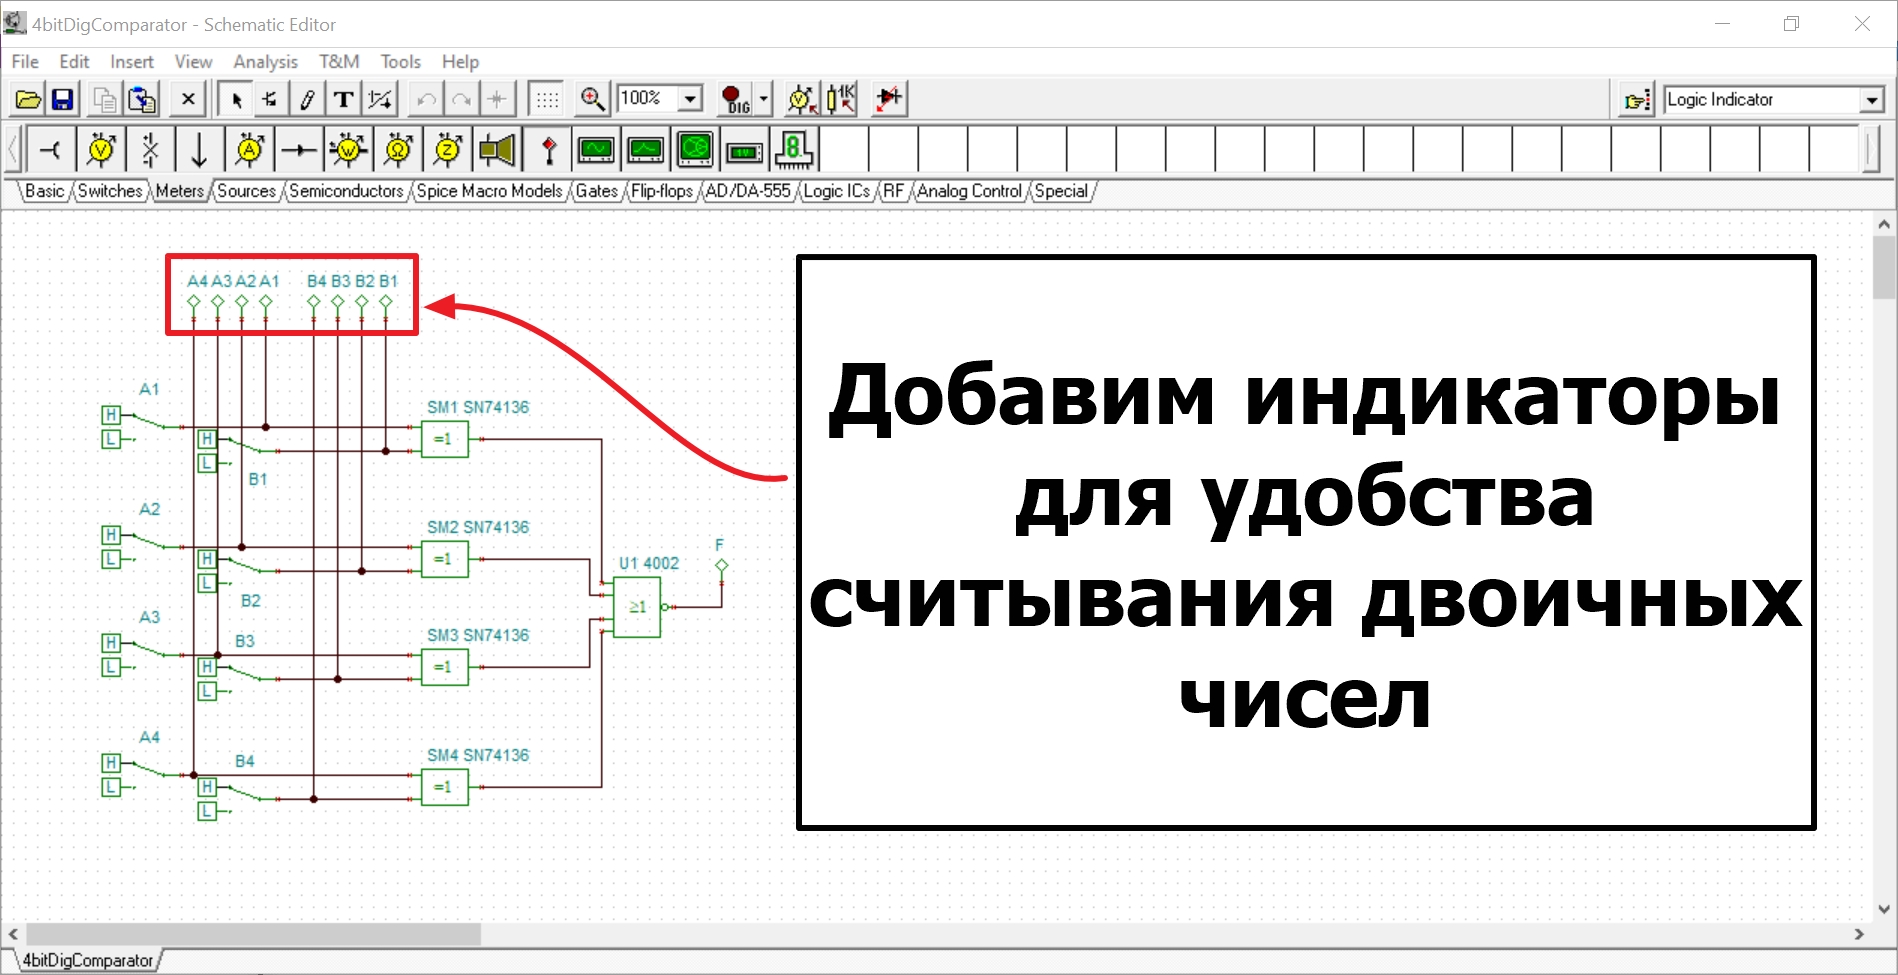 4bitDigComparator - Schematic Editor
File Edit Insert View Analysis T&M Tools Help
T 100% DIG 1K Logic Indicator
Basic Switches Meters Sources Semiconductors Spice Macro Models Gates Flip-flops AD/DA-555 Logic ICs RF Analog Control Special
A4 A3 A2 A1 B4 B3 B2 B1
A1
H
L
H
L
B1
SM1 SN74136
=1
A2
H
L
H
L
B2
SM2 SN74136
=1
A3
H
L
B3
H
L
SM3 SN74136
=1
A4
H
L
B4
H
L
SM4 SN74136
=1
U1 4002
≥1
F
Добавим индикаторы
для удобства
считывания двоичных
чисел
4bitDigComparator